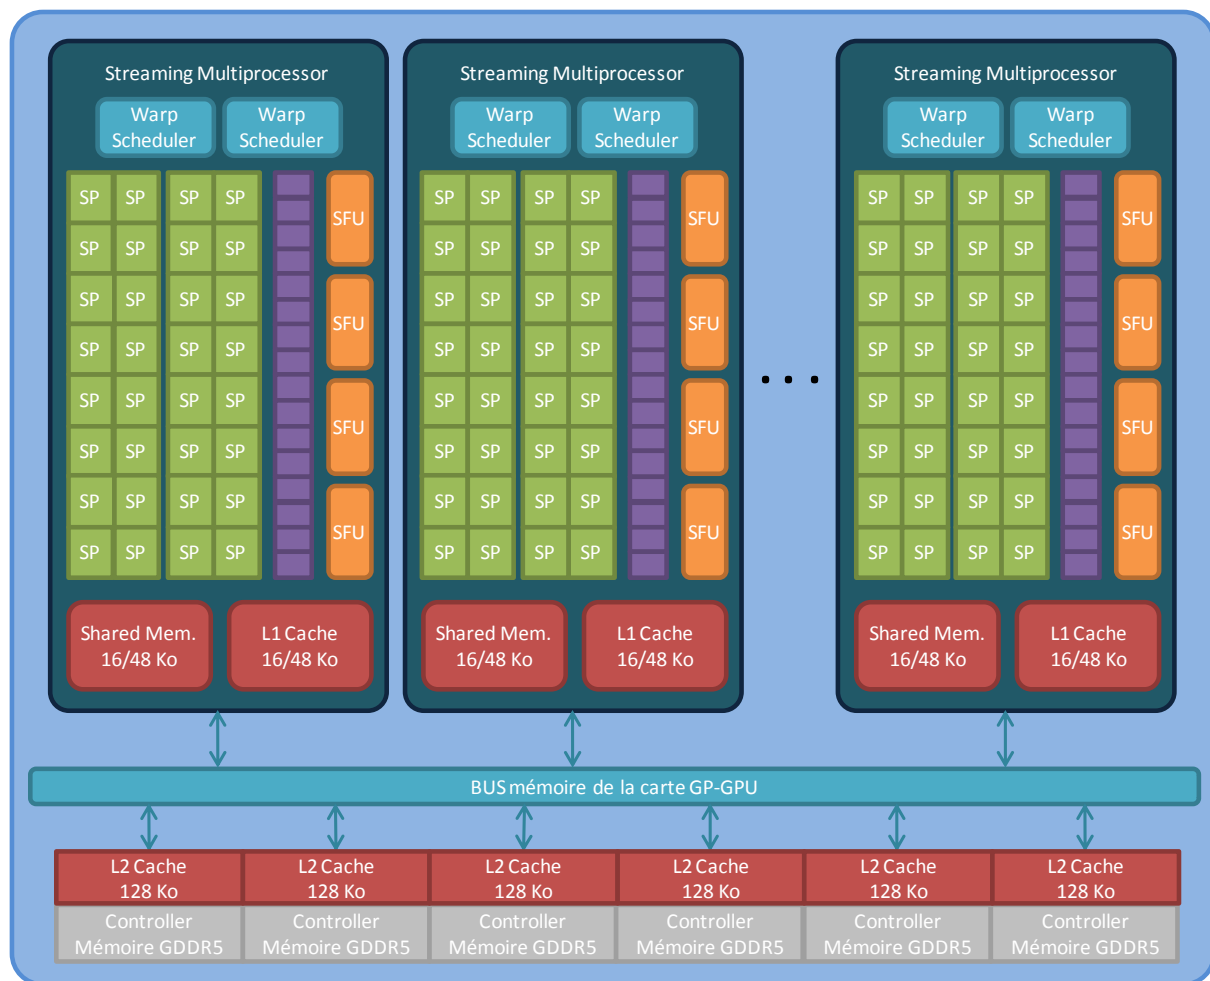 Streaming Multiprocessor
Warp
Scheduler
Warp
Scheduler
SP SP SP SP
SFU
SP SP SP SP
SP SP SP SP
SFU
SP SP SP SP
SP SP SP SP
SFU
SP SP SP SP
SP SP SP SP
SFU
SP SP SP SP
Shared Mem.
16/48 Ko
L1 Cache
16/48 Ko
Streaming Multiprocessor
Warp
Scheduler
Warp
Scheduler
SP SP SP SP
SFU
SP SP SP SP
SP SP SP SP
SFU
SP SP SP SP
SP SP SP SP
SFU
SP SP SP SP
SP SP SP SP
SFU
SP SP SP SP
Shared Mem.
16/48 Ko
L1 Cache
16/48 Ko
. . .
Streaming Multiprocessor
Warp
Scheduler
Warp
Scheduler
SP SP SP SP
SFU
SP SP SP SP
SP SP SP SP
SFU
SP SP SP SP
SP SP SP SP
SFU
SP SP SP SP
SP SP SP SP
SFU
SP SP SP SP
Shared Mem.
16/48 Ko
L1 Cache
16/48 Ko
BUS mémoire de la carte GP-GPU
L2 Cache
128 Ko
L2 Cache
128 Ko
L2 Cache
128 Ko
L2 Cache
128 Ko
L2 Cache
128 Ko
L2 Cache
128 Ko
Controller
Mémoire GDDR5
Controller
Mémoire GDDR5
Controller
Mémoire GDDR5
Controller
Mémoire GDDR5
Controller
Mémoire GDDR5
Controller
Mémoire GDDR5